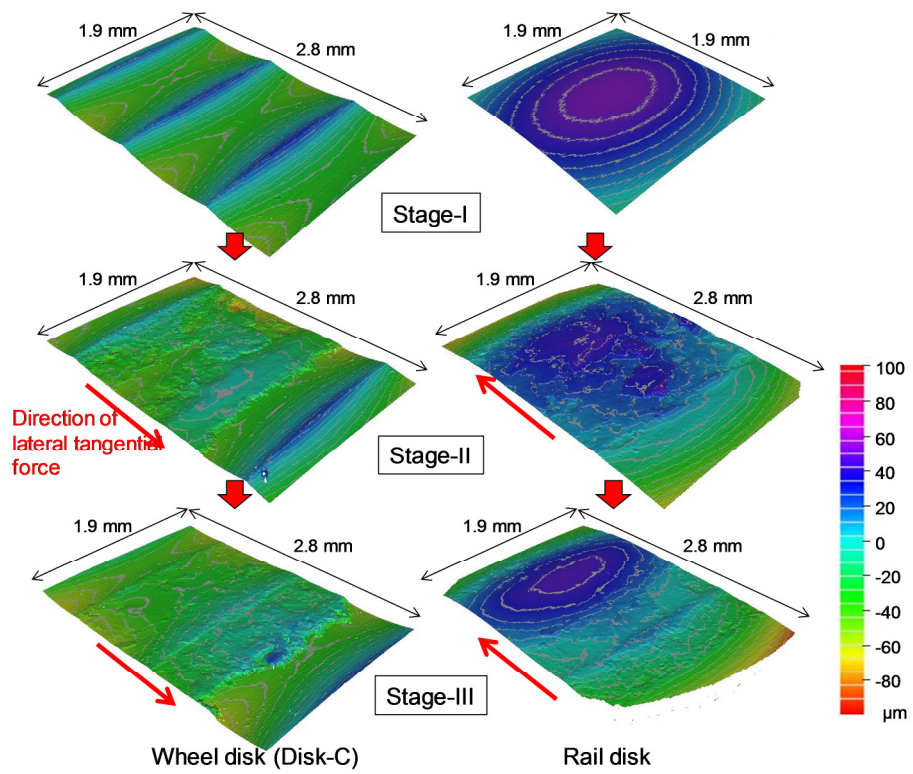 1.9 mm
2.8 mm
1.9 mm
1.9 mm
Stage-I
1.9 mm
2.8 mm
1.9 mm
2.8 mm
Direction of
lateral tangential
force
Stage-II
100
80
60
40
20
0
-20
-40
-60
-80
µm
1.9 mm
2.8 mm
1.9 mm
2.8 mm
Stage-III
Wheel disk (Disk-C)
Rail disk